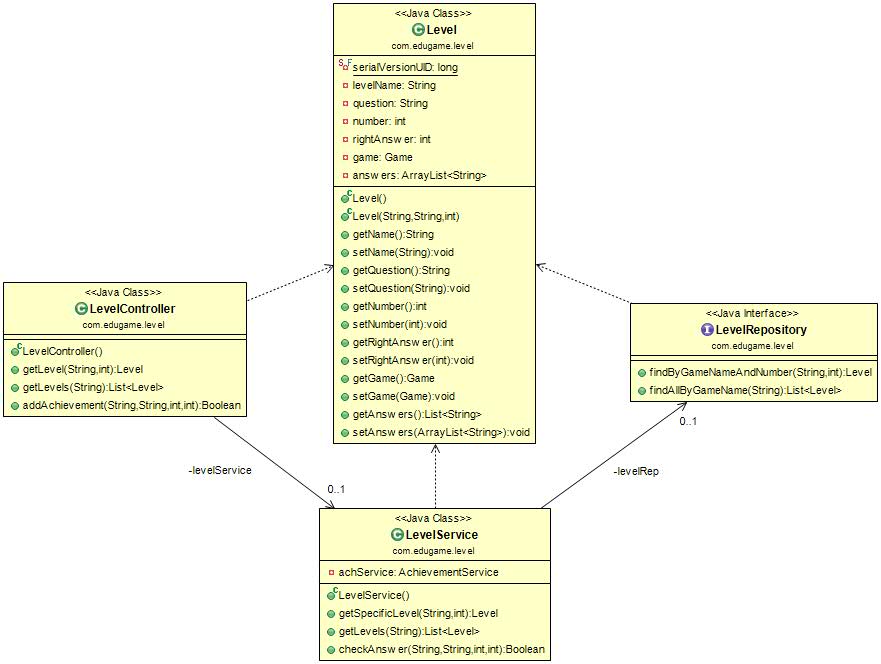 <<Java Class>>
Level
com.edugame.level
serialVersionUID: long
levelName: String
question: String
number: int
rightAnswer: int
game: Game
answers: ArrayList<String>
Level()
Level(String,String,int)
getName():String
setName(String):void
getQuestion():String
setQuestion(String):void
getNumber():int
setNumber(int):void
getRightAnswer():int
setRightAnswer(int):void
getGame():Game
setGame(Game):void
getAnswers():List<String>
setAnswers(ArrayList<String>):void
<<Java Class>>
LevelController
com.edugame.level
LevelController()
getLevel(String,int):Level
getLevels(String):List<Level>
addAchievement(String,String,int,int):Boolean
<<Java Interface>>
LevelRepository
com.edugame.level
findByGameNameAndNumber(String,int):Level
findAllByGameName(String):List<Level>
-levelService
0..1
-levelRep
0..1
<<Java Class>>
LevelService
com.edugame.level
achService: AchievementService
LevelService()
getSpecificLevel(String,int):Level
getLevels(String):List<Level>
checkAnswer(String,String,int,int):Boolean